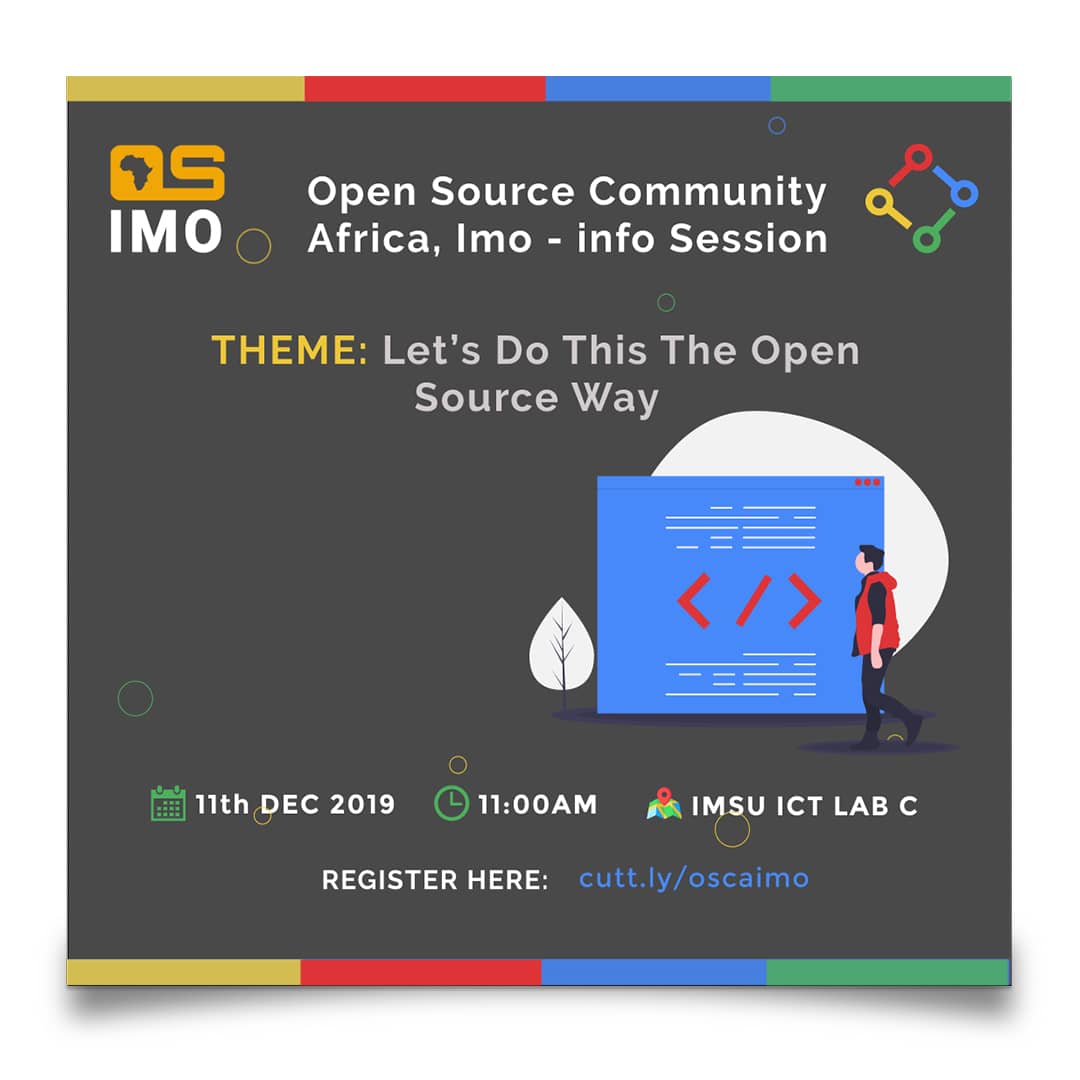 OS
IMO
Open Source Community
Africa, Imo - info Session
THEME: Let’s Do This The Open
Source Way
</>
11th DEC 2019
11:00AM
IMSU ICT LAB C
REGISTER HERE: cutt.ly/oscaimo